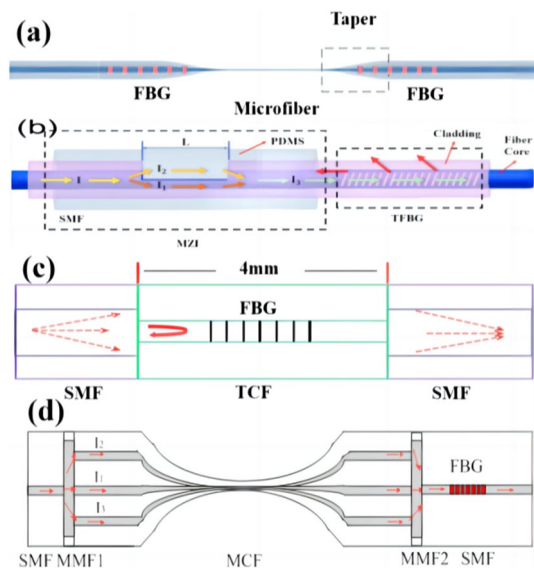 (a)
Taper
FBG
FBG
Microfiber
(b)
L
PDMS
Cladding
Fiber
Core
I
I₂
I₁
I₃
SMF
TFBG
MZI
(c)
4mm
FBG
SMF
TCF
SMF
(d)
I₂
I₁
I₃
FBG
SMF MMF1
MCF
MMF2
SMF